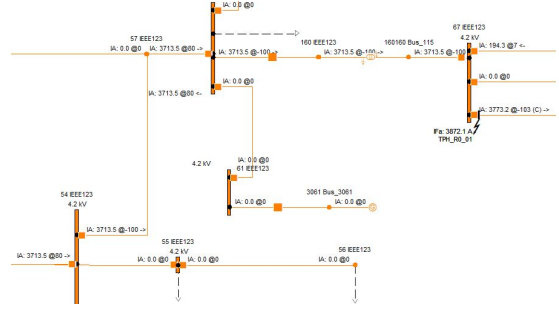 IA: 0.0 @0
57 IEEE123
IA: 0.0 @0 IA: 3713.5 @80 ->
IA: 3713.5 @-100 ->
160 IEEE123
IA: 3713.5 @-100 ->
160160 Bus_115
IA: 3713.5 @-100
67 IEEE123
4.2 kV
IA: 194.3 @7 <-
IA: 0.0 @0
IA: 0.0 @0
IA: 3713.5 @80 <-
IA: 3773.2 @-103 (C) ->
IFa: 3872.1 A
TPH_R0_01
4.2 kV
IA: 0.0 @0
61 IEEE123
3061 Bus_3061
IA: 0.0 @0
IA: 0.0 @0
54 IEEE123
4.2 kV
IA: 3713.5 @-100 ->
55 IEEE123
4.2 kV
56 IEEE123
IA: 3713.5 @80 ->
IA: 0.0 @0
IA: 0.0 @0
IA: 0.0 @0